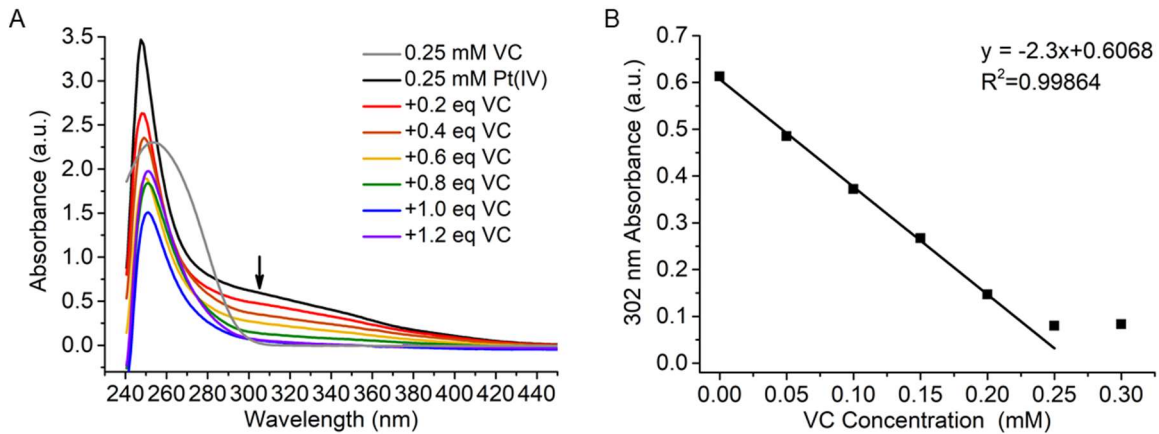 A
3.5
3.0
2.5
2.0
1.5
1.0
0.5
0.0
Absorbance (a.u.)
240 260 280 300 320 340 360 380 400 420 440
Wavelength (nm)
0.25 mM VC
0.25 mM Pt(IV)
+0.2 eq VC
+0.4 eq VC
+0.6 eq VC
+0.8 eq VC
+1.0 eq VC
+1.2 eq VC
B
0.7
0.6
0.5
0.4
0.3
0.2
0.1
0.0
302 nm Absorbance (a.u.)
y = -2.3x+0.6068
R²=0.99864
0.00 0.05 0.10 0.15 0.20 0.25 0.30
VC Concentration (mM)